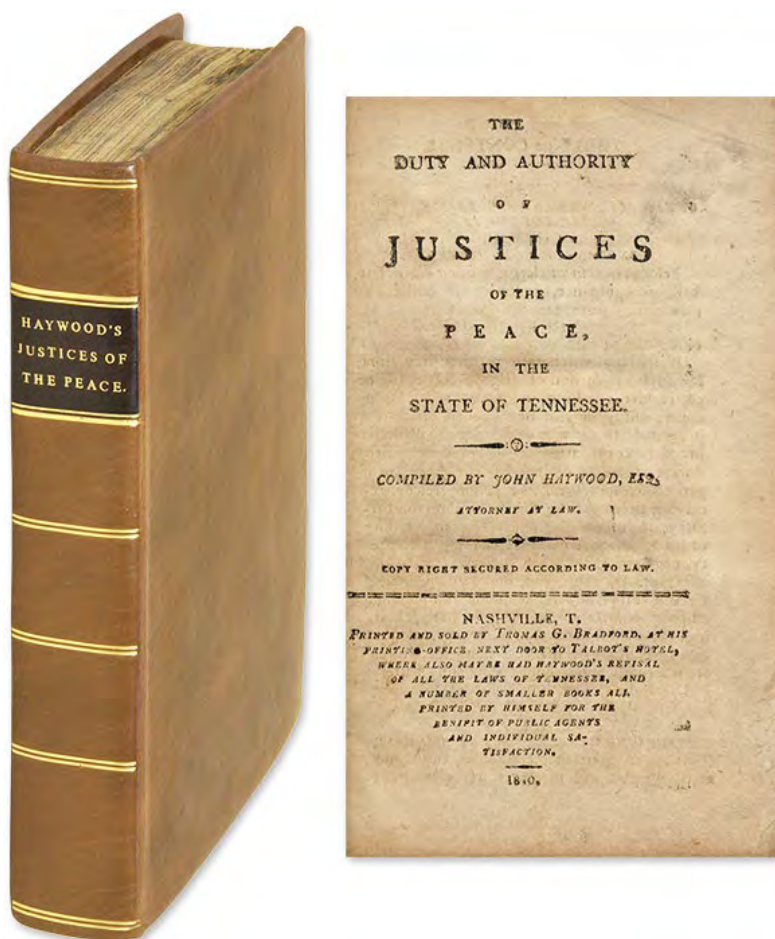 HAYWOOD'S
JUSTICES OF
THE PEACE.
THE
DUTY AND AUTHORITY
OF
JUSTICES
OF THE
PEACE,
IN THE
STATE OF TENNESSEE.
COMPILED BY JOHN HAYWOOD, ESQ.
ATTORNEY AT LAW.
COPY RIGHT SECURED ACCORDING TO LAW.
NASHVILLE, T.
PRINTED AND SOLD BY THOMAS G. BRADFORD, AT HIS
PRINTING-OFFICE NEXT DOOR TO TALBOT'S HOTEL,
WHERE ALSO MAY BE HAD HAYWOOD'S REVISAL
OF ALL THE LAWS OF TENNESSEE, AND
A NUMBER OF SMALLER BOOKS ALL
PRINTED BY HIMSELF FOR THE
BENIFIT OF PUBLIC AGENTS
AND INDIVIDUAL SA-
TISFACTION.
1810.